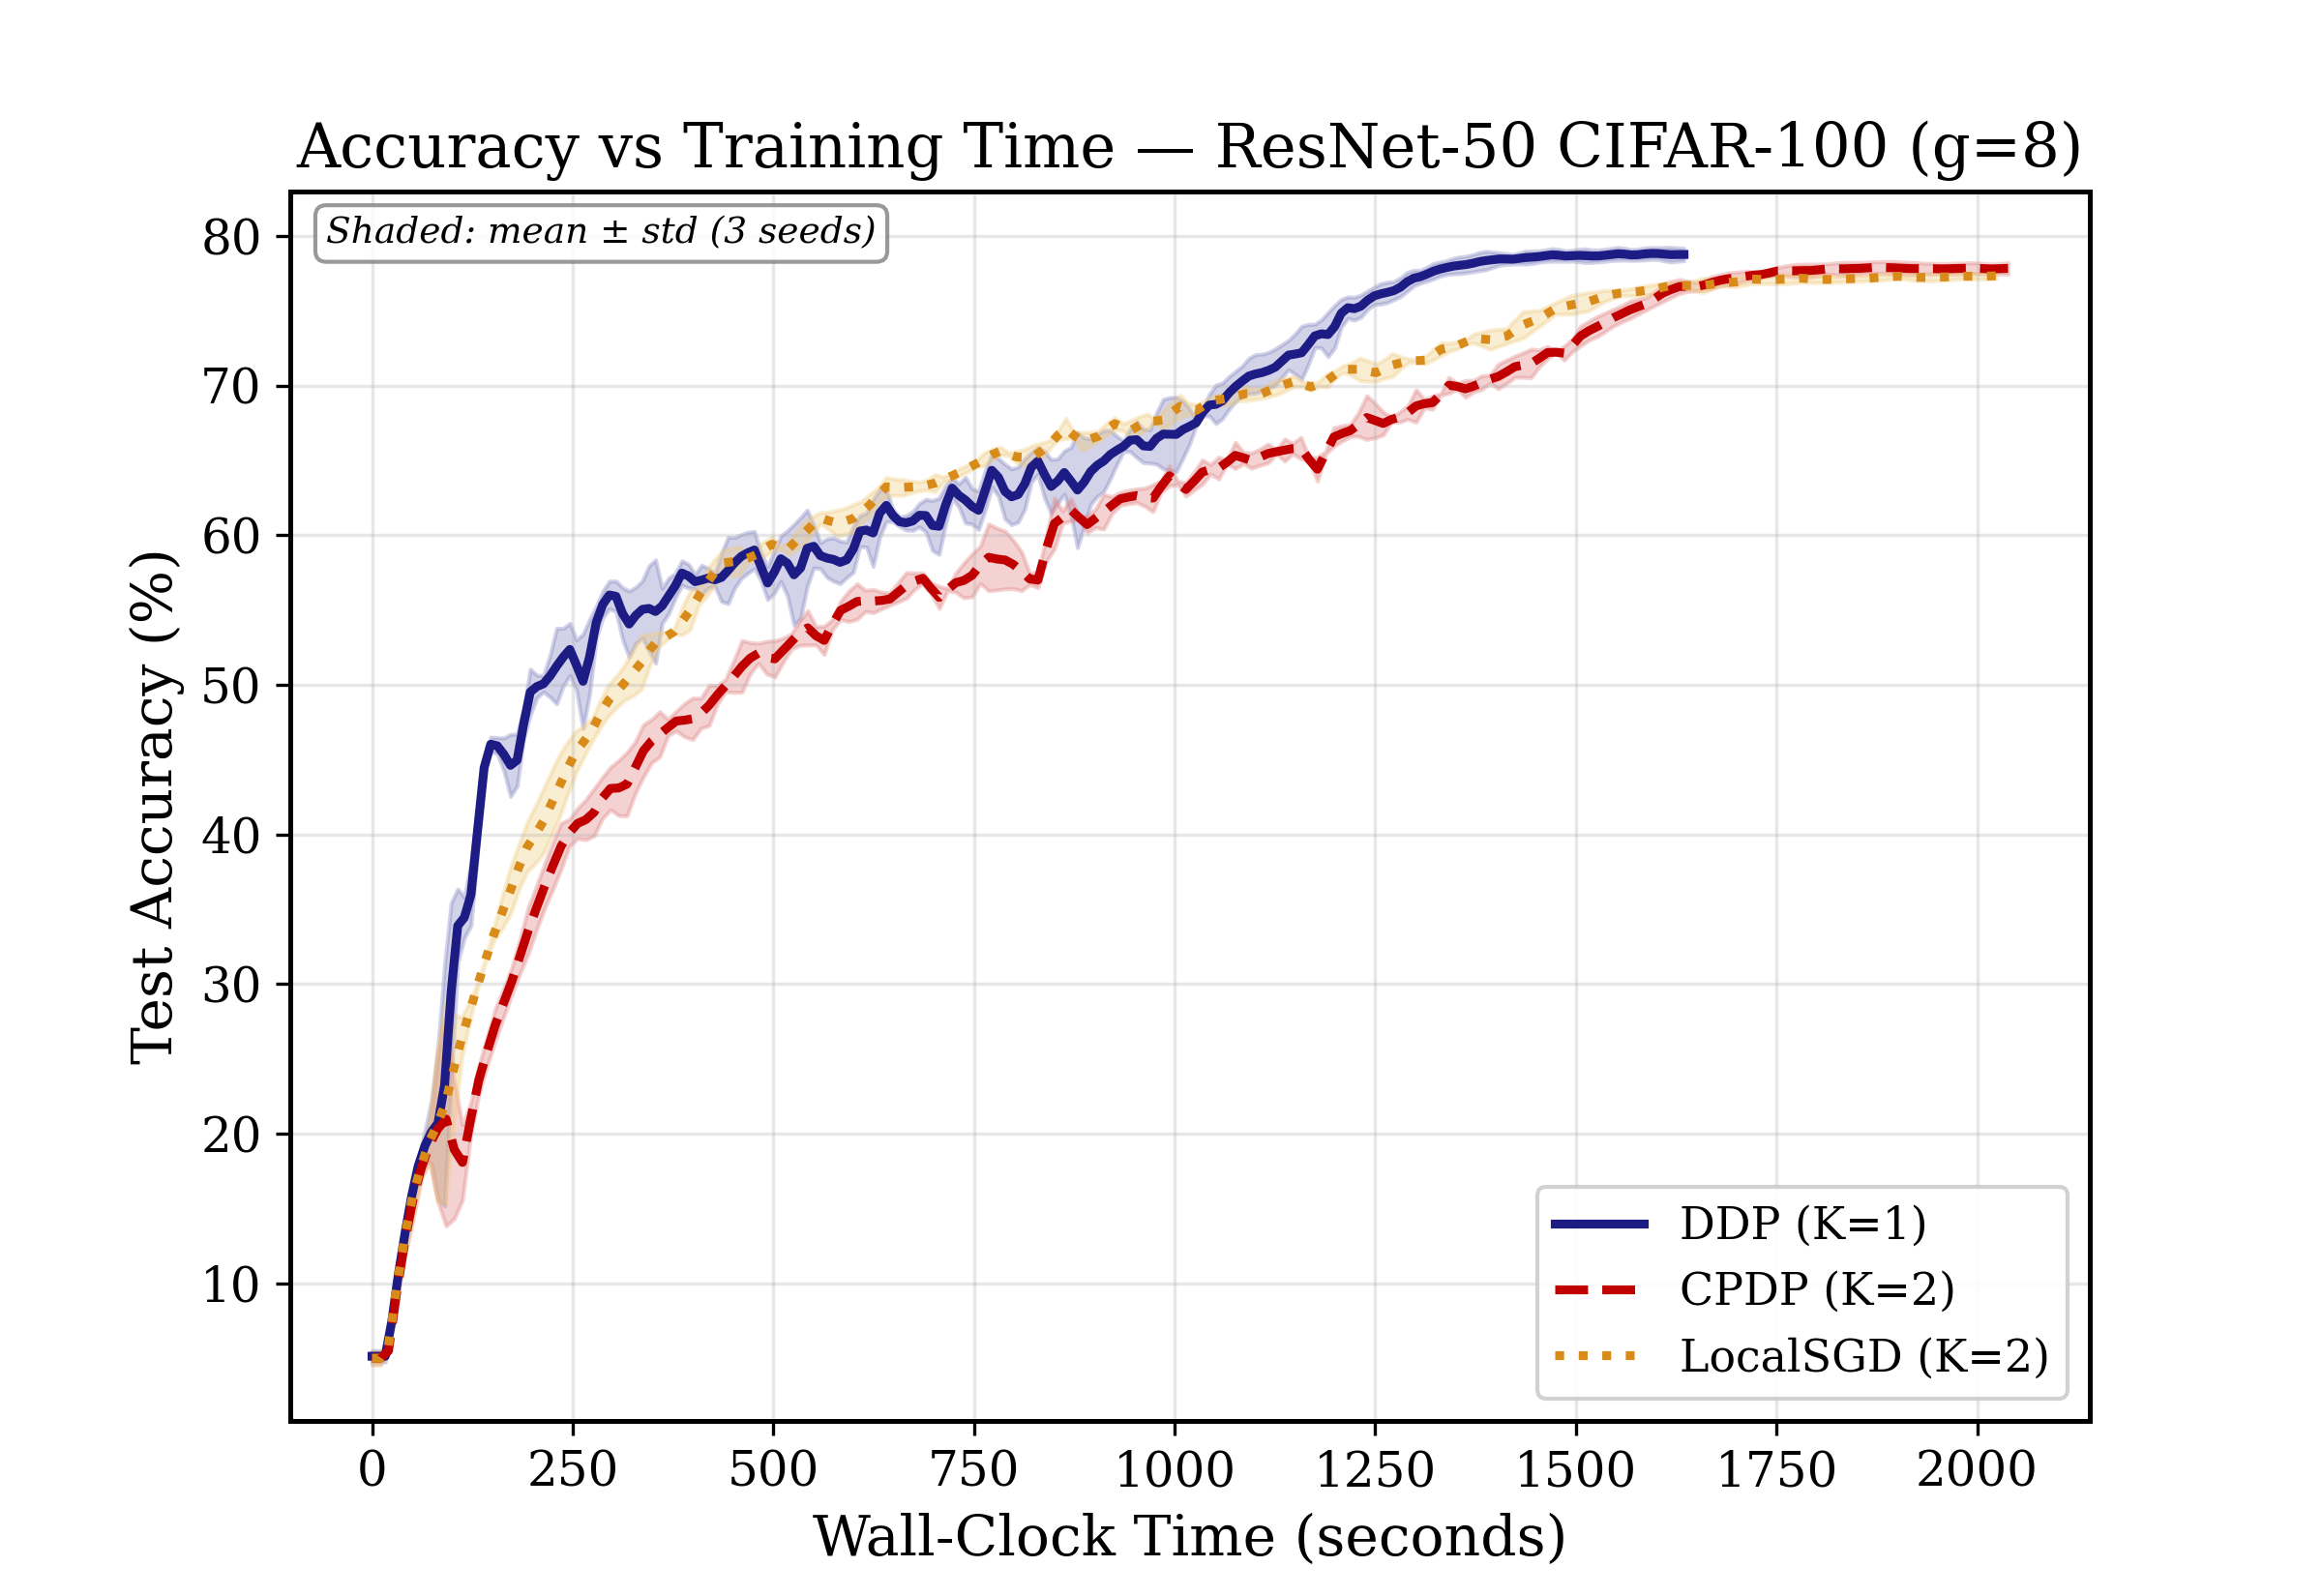 Accuracy vs Training Time — ResNet-50 CIFAR-100 (g=8)
Shaded: mean ± std (3 seeds)
Test Accuracy (%)
80
70
60
50
40
30
20
10
DDP (K=1)
CPDP (K=2)
LocalSGD (K=2)
0 250 500 750 1000 1250 1500 1750 2000
Wall-Clock Time (seconds)